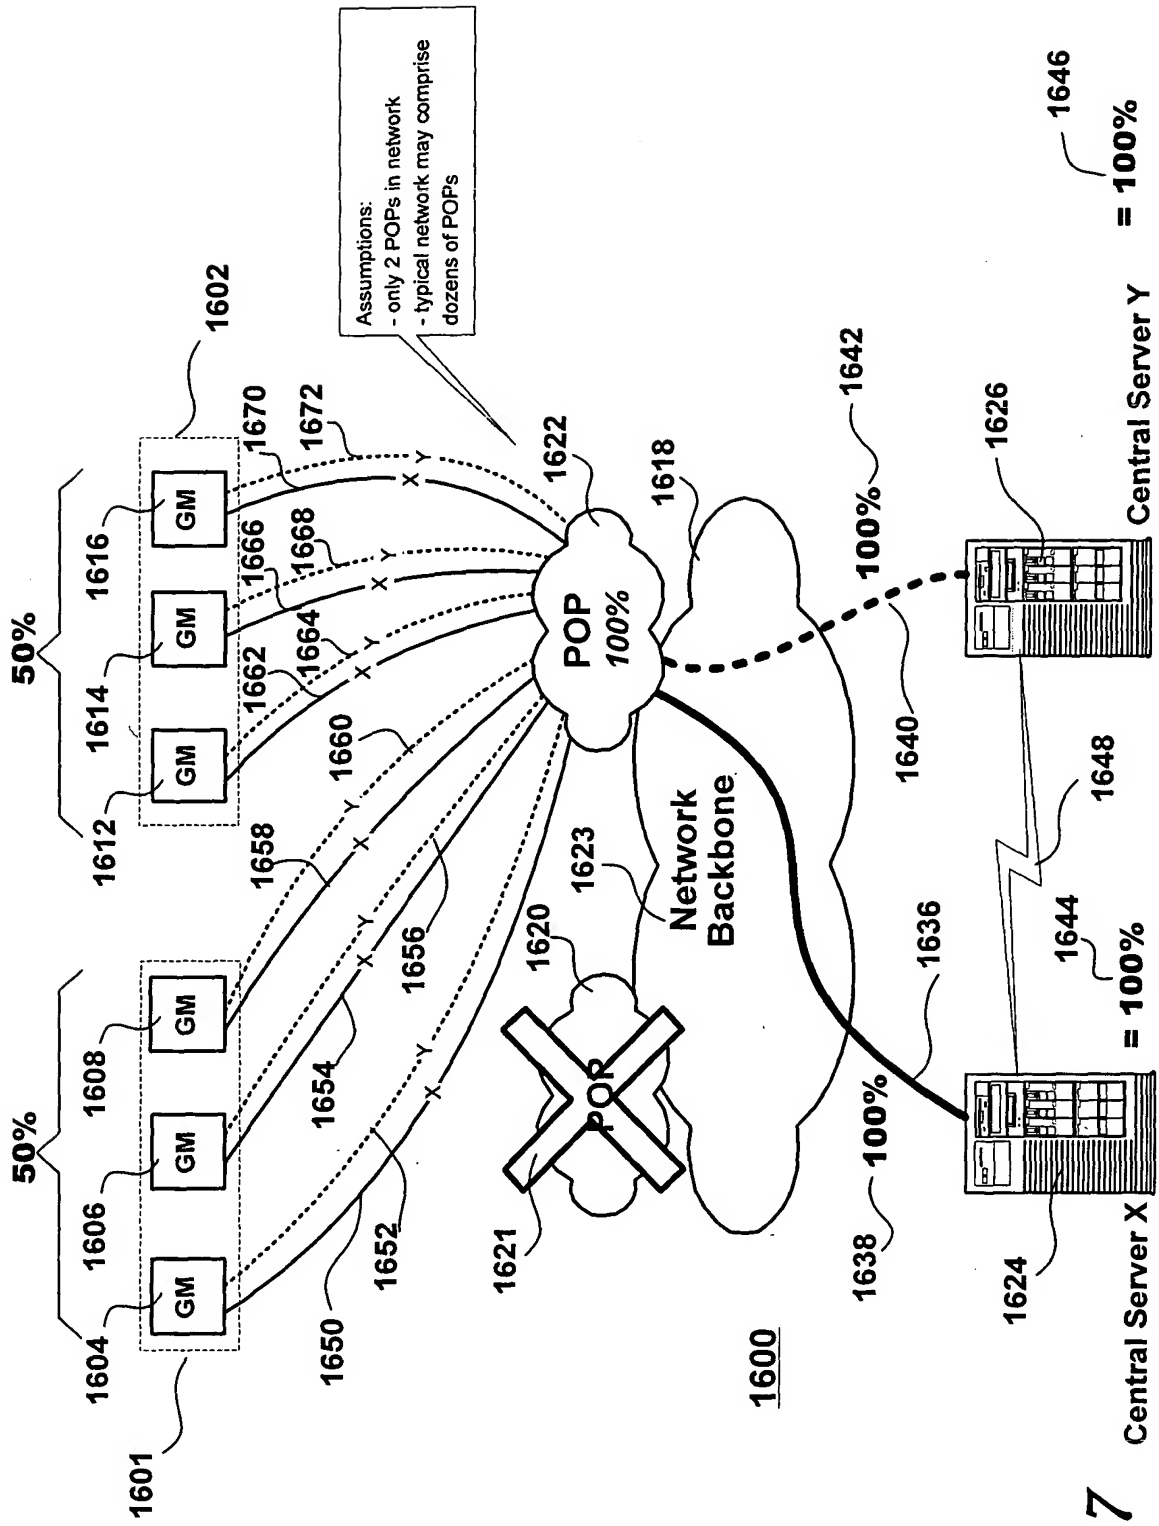 50%
50%
1601
1604
1606
1608
1612
1614
1616
1602
GM
GM
GM
GM
GM
GM
1650
1652
1654
1656
1658
1660
1662
1664
1666
1668
1670
1672
X
Y
X
Y
X
Y
X
Y
X
Y
X
Y
Assumptions:
- only 2 POPs in network
- typical network may comprise
dozens of POPs
1621
POP
1620
1623
POP
100%
1622
1618
Network
Backbone
1600
1638
100%
1636
1640
100%
1642
1624
1644
1648
1626
1646
Central Server X
= 100%
Central Server Y
= 100%
7